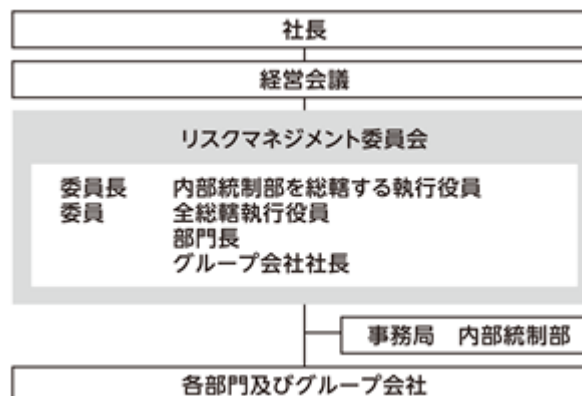 社長
経営会議
リスクマネジメント委員会
委員長 内部統制部を総轄する執行役員
委員 全総轄執行役員
部門長
グループ会社社長
事務局 内部統制部
各部門及びグループ会社